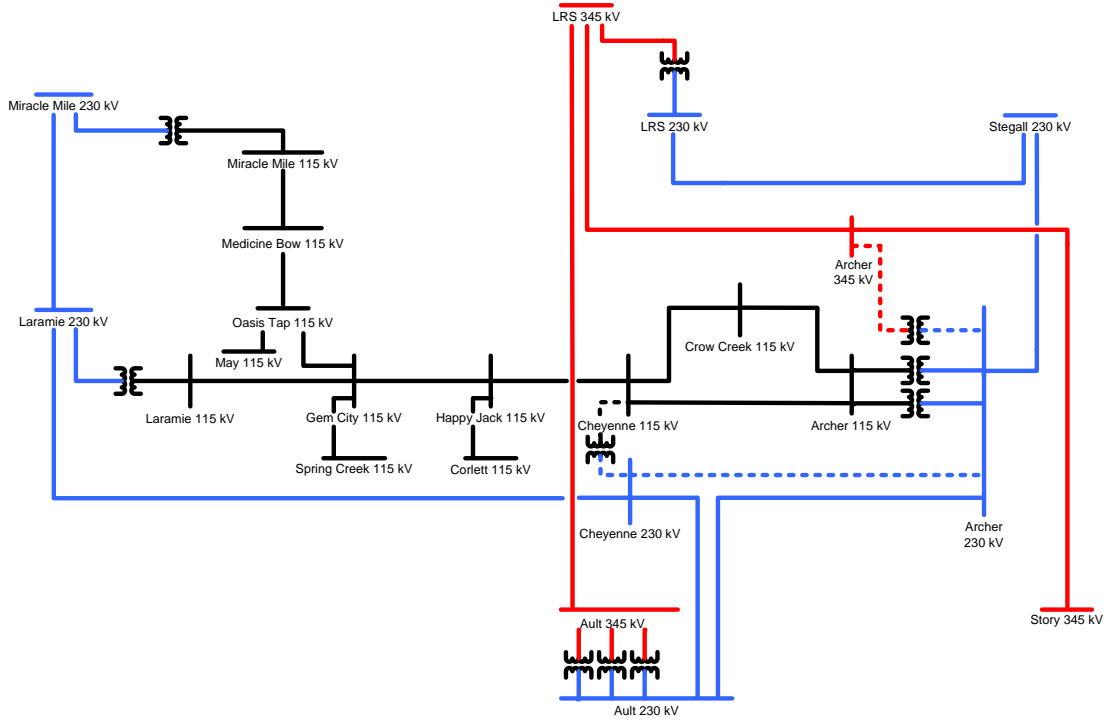 LRS 345 kV
Miracle Mile 230 kV
LRS 230 kV
Stegall 230 kV
Miracle Mile 115 kV
Medicine Bow 115 kV
Archer
345 kV
Laramie 230 kV
Oasis Tap 115 kV
Crow Creek 115 kV
May 115 kV
Laramie 115 kV
Gem City 115 kV
Happy Jack 115 kV
Cheyenne 115 kV
Archer 115 kV
Spring Creek 115 kV
Corlett 115 kV
Cheyenne 230 kV
Archer
230 kV
Ault 345 kV
Story 345 kV
Ault 230 kV